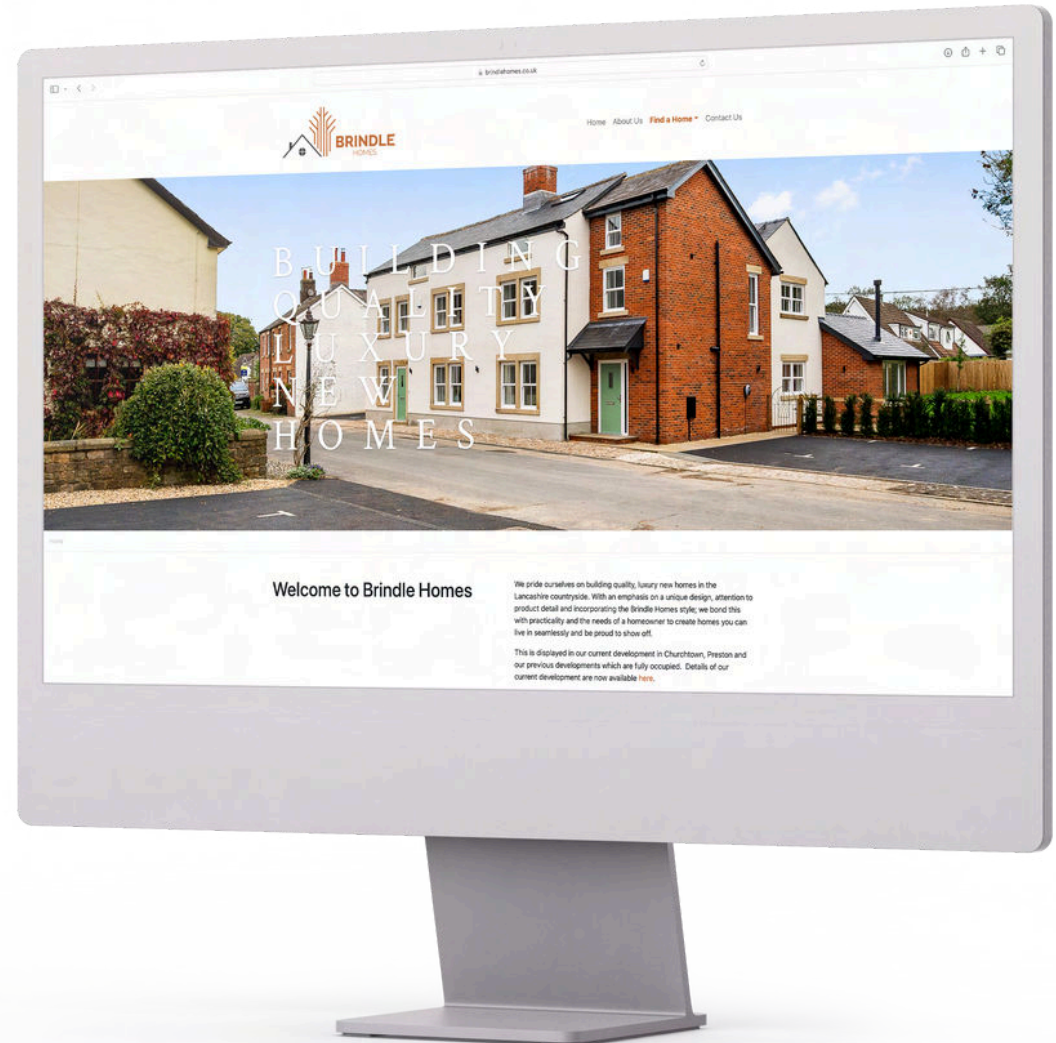 brindlehomes.co.uk
BRINDLE
HOMES
Home About Us Find a Home Contact Us
BUILDING
QUALITY
LUXURY
NEW
HOMES
Home
Welcome to Brindle Homes
We pride ourselves on building quality, luxury new homes in the
Lancashire countryside. With an emphasis on a unique design, attention to
product detail and incorporating the Brindle Homes style; we bond this
with practicality and the needs of a homeowner to create homes you can
live in seamlessly and be proud to show off.
This is displayed in our current development in Churchtown, Preston and
our previous developments which are fully occupied. Details of our
current development are now available here.